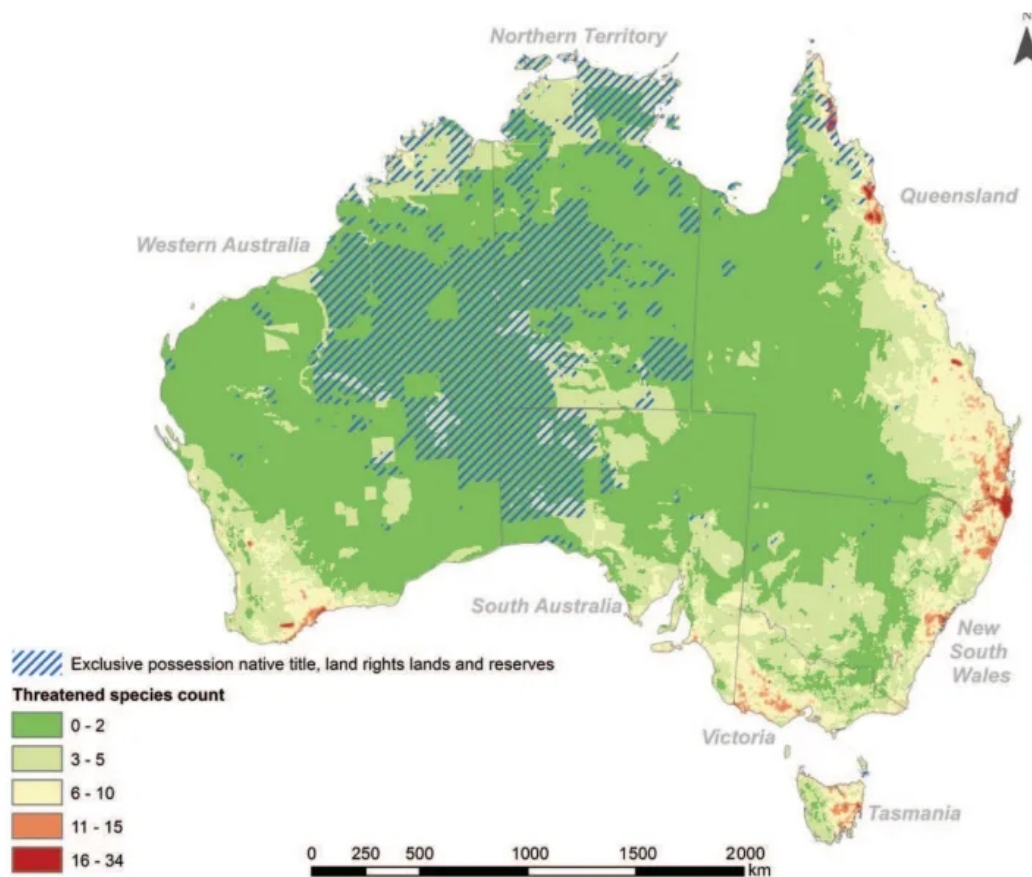 Northern Territory
N
Queensland
Western Australia
South Australia
New
South
Wales
Victoria
Tasmania
Exclusive possession native title, land rights lands and reserves
Threatened species count
0 - 2
3 - 5
6 - 10
11 - 15
16 - 34
0 250 500 1000 1500 2000
km